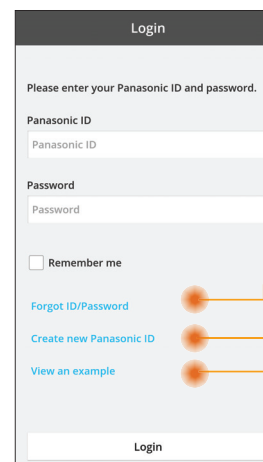 Login
Please enter your Panasonic ID and password.
Panasonic ID
Panasonic ID
Password
Password
Remember me
Forgot ID/Password
Create new Panasonic ID
View an example
Login